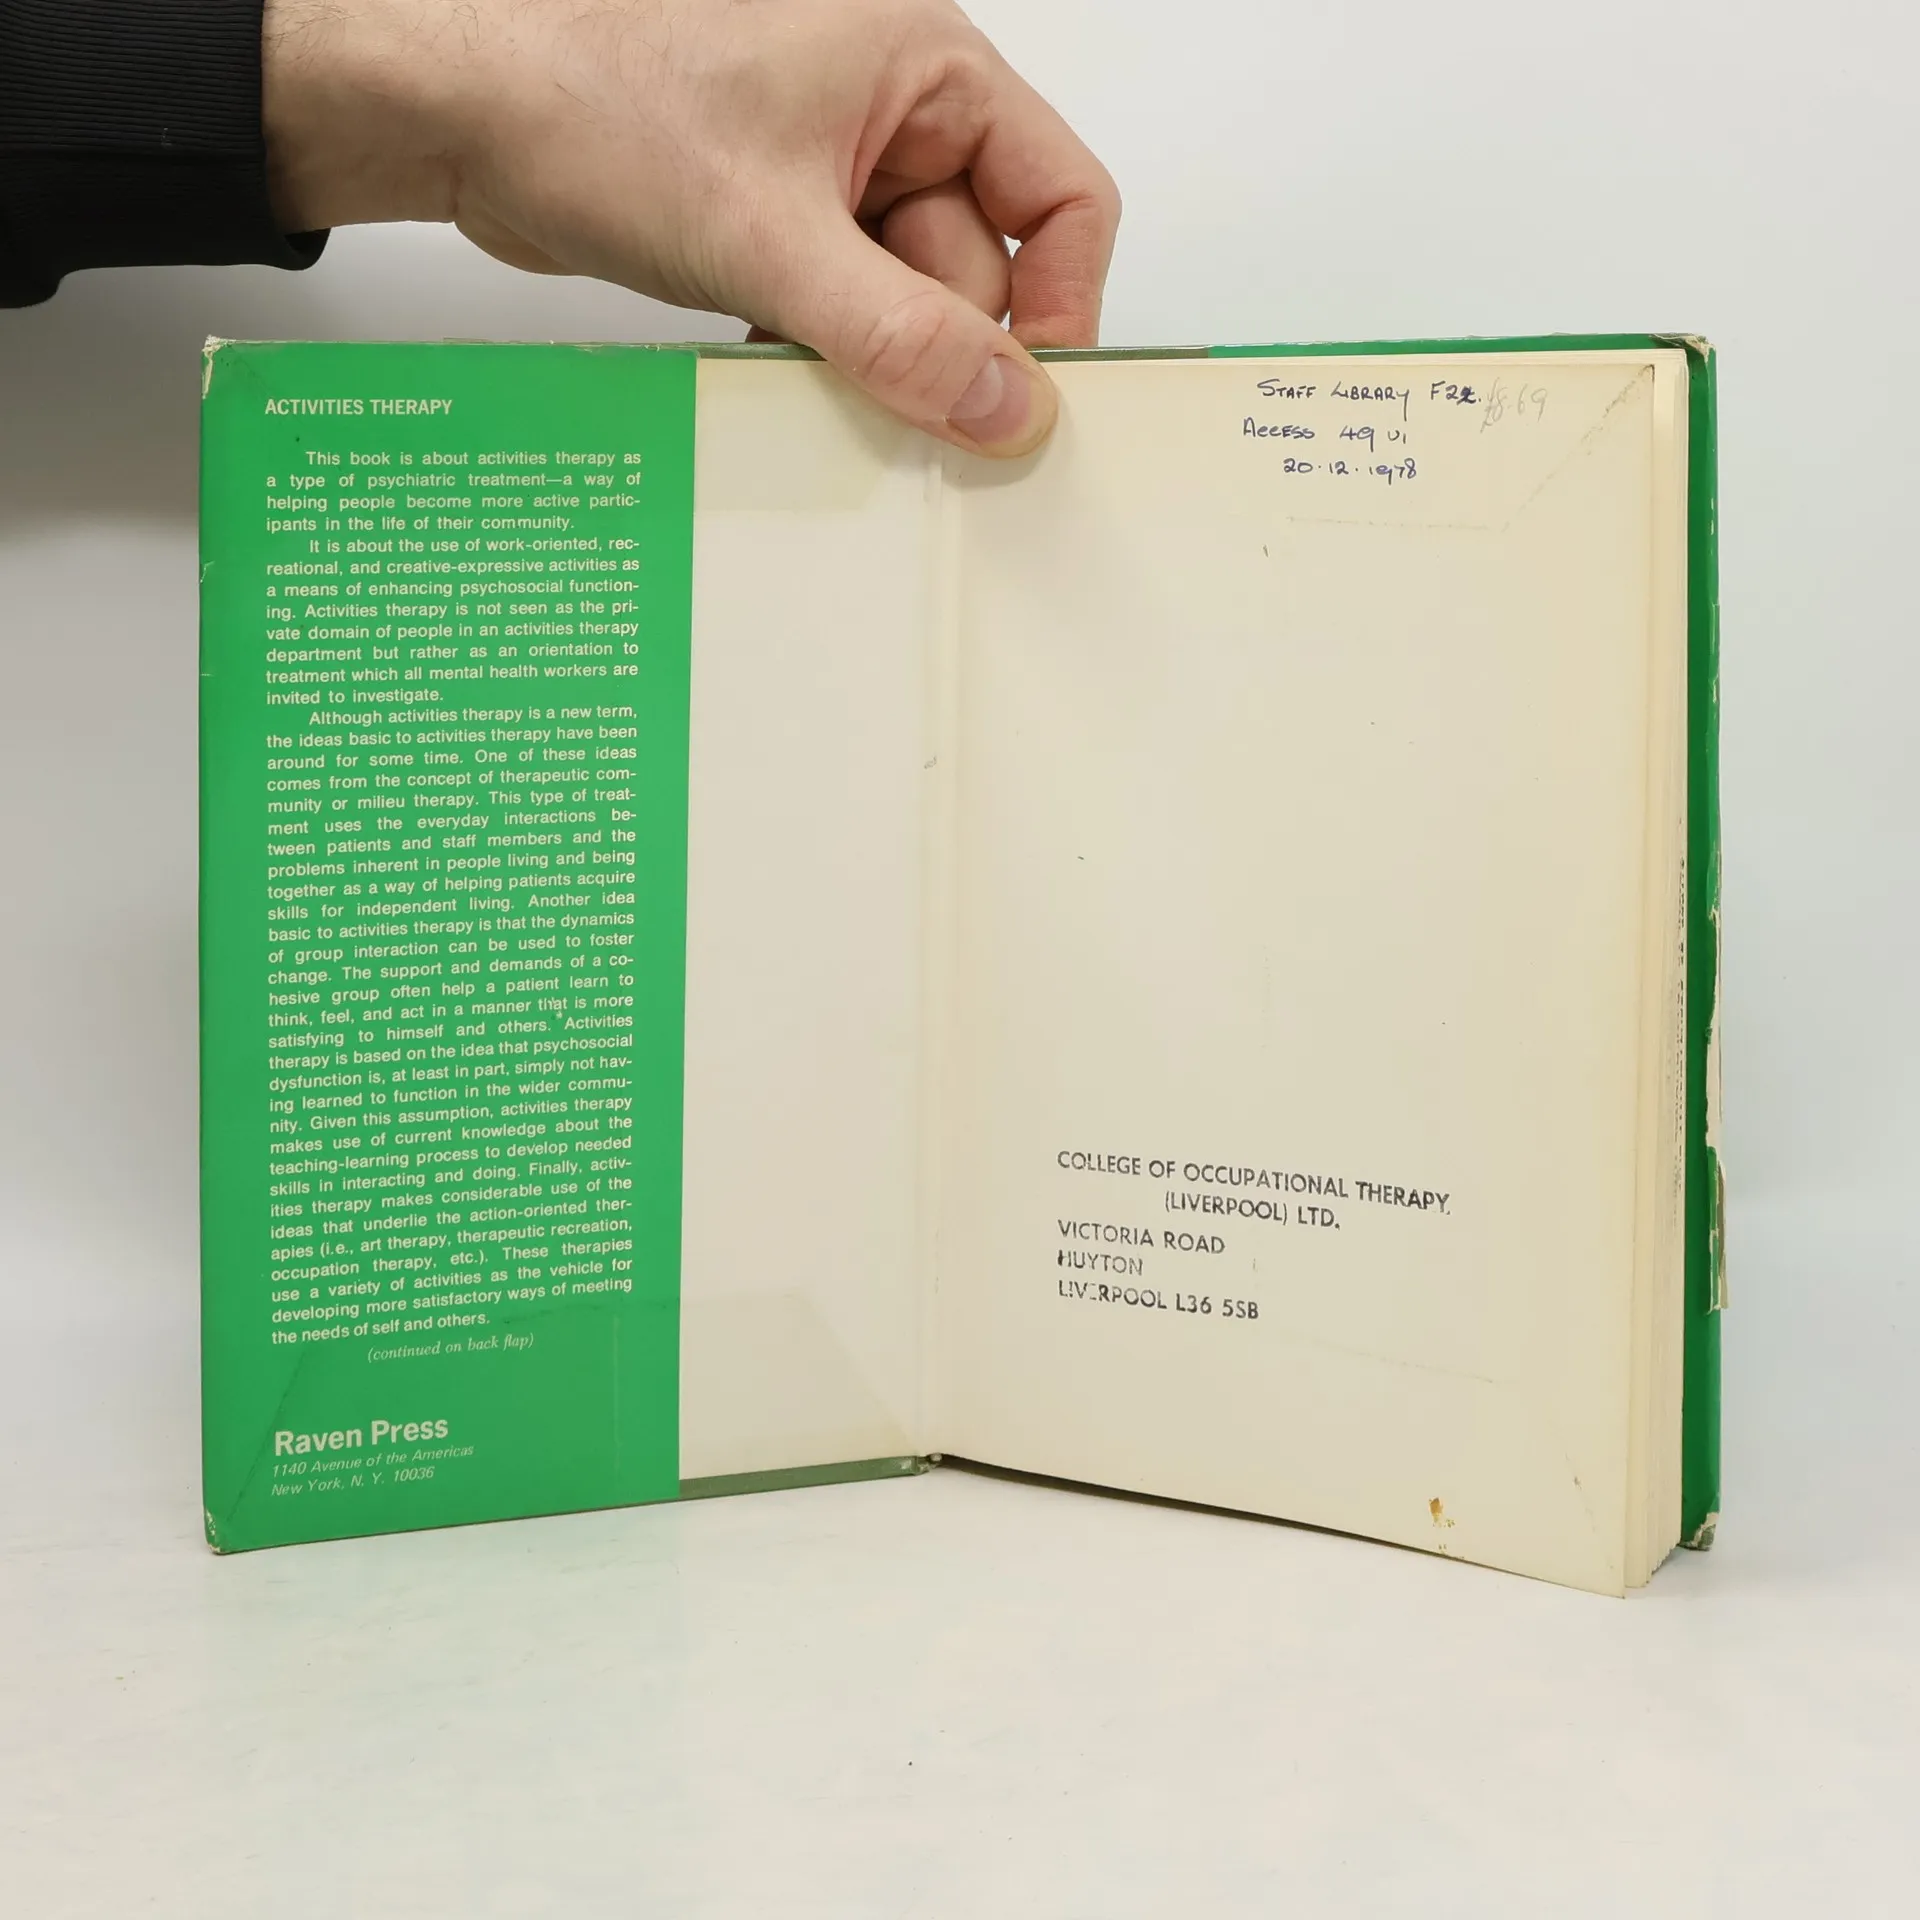 ACTIVITIES THERAPY
This book is about activities therapy as
a type of psychiatric treatment—a way of
helping people become more active partic-
ipants in the life of their community.
It is about the use of work-oriented, rec-
reational, and creative-expressive activities as
a means of enhancing psychosocial function-
ing. Activities therapy is not seen as the pri-
vate domain of people in an activities therapy
department but rather as an orientation to
treatment which all mental health workers are
invited to investigate.
Although activities therapy is a new term,
the ideas basic to activities therapy have been
around for some time. One of these ideas
comes from the concept of therapeutic com-
munity or milieu therapy. This type of treat-
ment uses the everyday interactions be-
tween patients and staff members and the
problems inherent in people living and being
together as a way of helping patients acquire
skills for independent living. Another idea
basic to activities therapy is that the dynamics
of group interaction can be used to foster
change. The support and demands of a co-
hesive group often help a patient learn to
think, feel, and act in a manner that is more
satisfying to himself and others. Activities
therapy is based on the idea that psychosocial
dysfunction is, at least in part, simply not hav-
ing learned to function in the wider commu-
nity. Given this assumption, activities therapy
makes use of current knowledge about the
teaching-learning process to develop needed
skills in interacting and doing. Finally, activ-
ities therapy makes considerable use of the
ideas that underlie the action-oriented ther-
apies (i.e., art therapy, therapeutic recreation,
occupation therapy, etc.). These therapies
use a variety of activities as the vehicle for
developing more satisfactory ways of meeting
the needs of self and others.
(continued on back flap)
Raven Press
1140 Avenue of the Americas
New York, N. Y. 10036
STAFF LIBRARY
ACCESS 49
20.12.1978
COLLEGE OF OCCUPATIONAL THERAPY,
(LIVERPOOL) LTD.
VICTORIA ROAD
HUYTON
LIVERPOOL L36 5SB